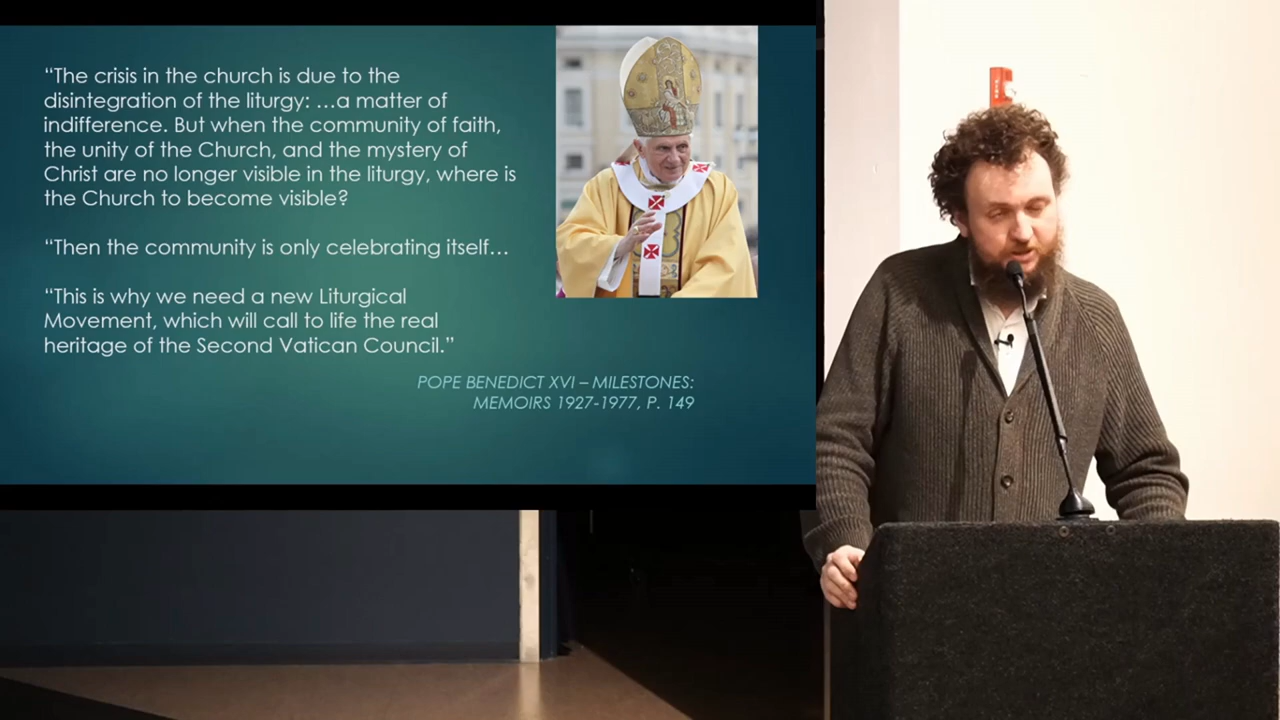 “The crisis in the church is due to the
disintegration of the liturgy: …a matter of
indifference. But when the community of faith,
the unity of the Church, and the mystery of
Christ are no longer visible in the liturgy, where is
the Church to become visible?
“Then the community is only celebrating itself…
“This is why we need a new Liturgical
Movement, which will call to life the real
heritage of the Second Vatican Council.”
POPE BENEDICT XVI – MILESTONES:
MEMOIRS 1927-1977, P. 149